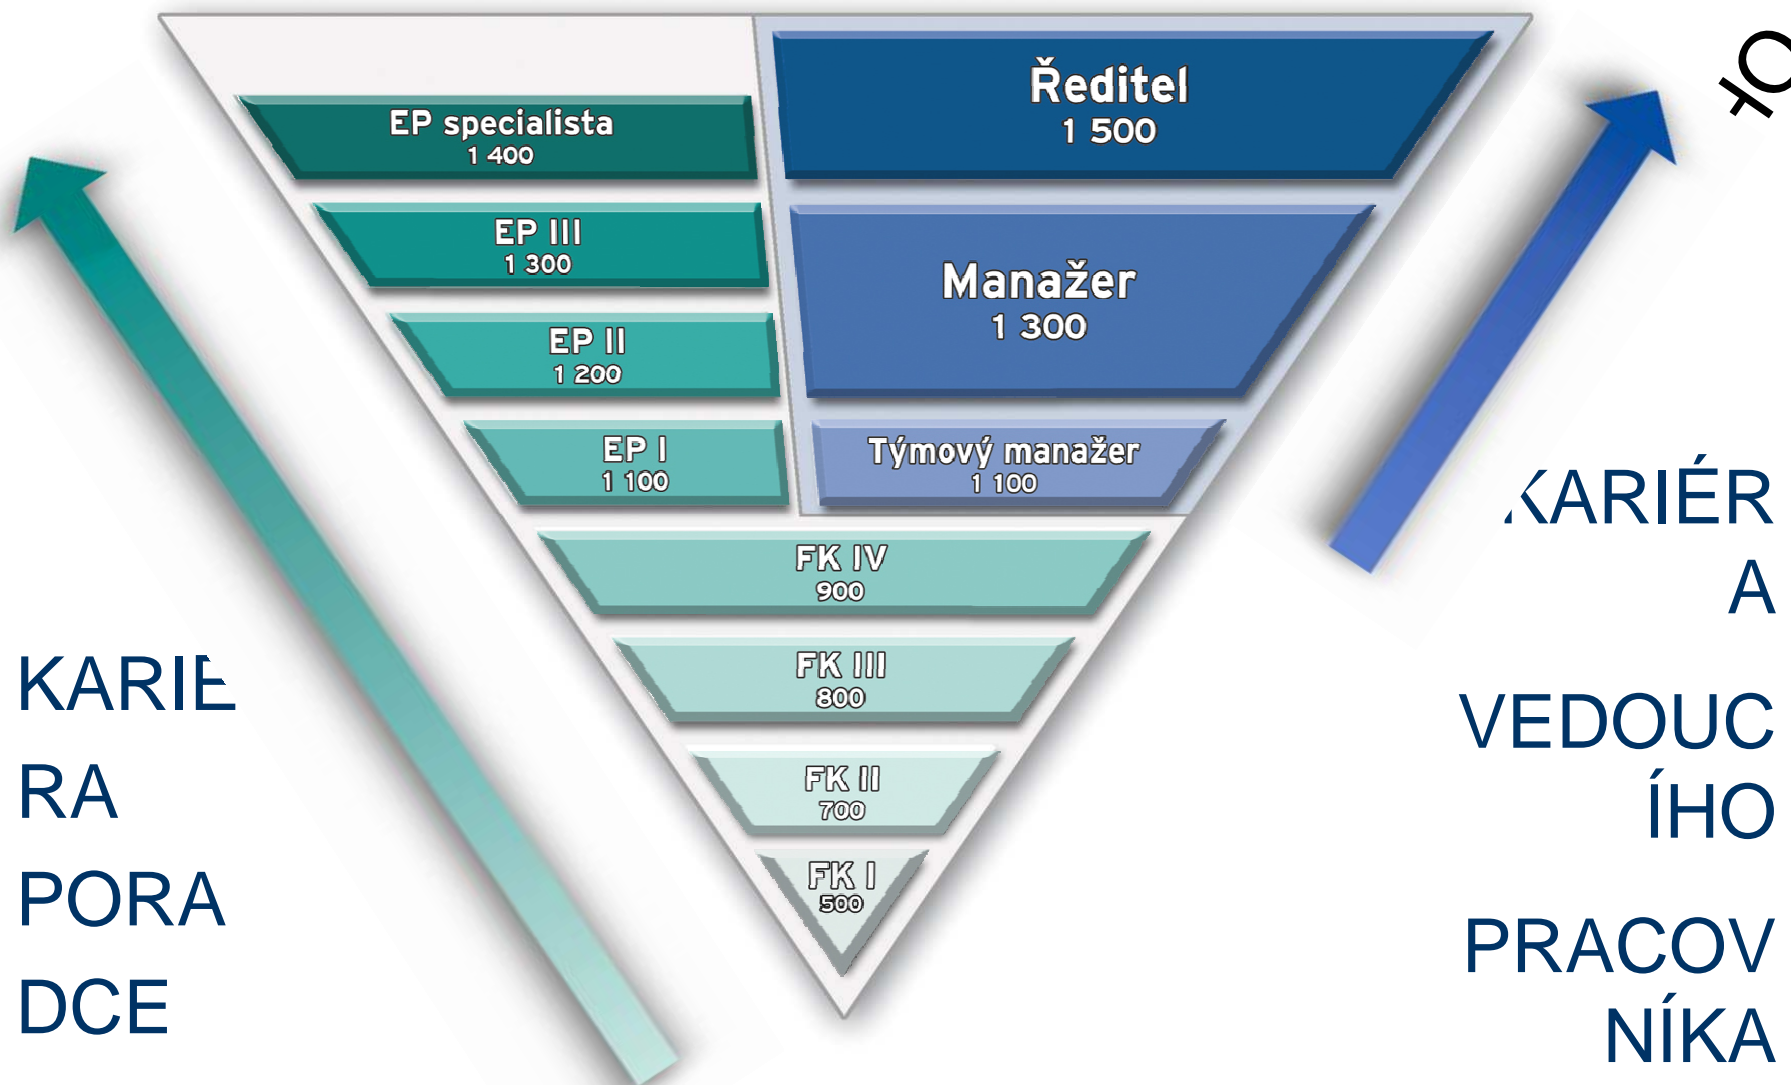 Ředitel
1 500
EP specialista
1 400
EP III
1 300
Manažer
1 300
EP II
1 200
EP I
1 100
Týmový manažer
1 100
FK IV
900
FK III
800
FK II
700
FK I
500
KARIÉ
RA
PORA
DCE
KARIÉR
A
VEDOUC
ÍHO
PRACOV
NÍKA